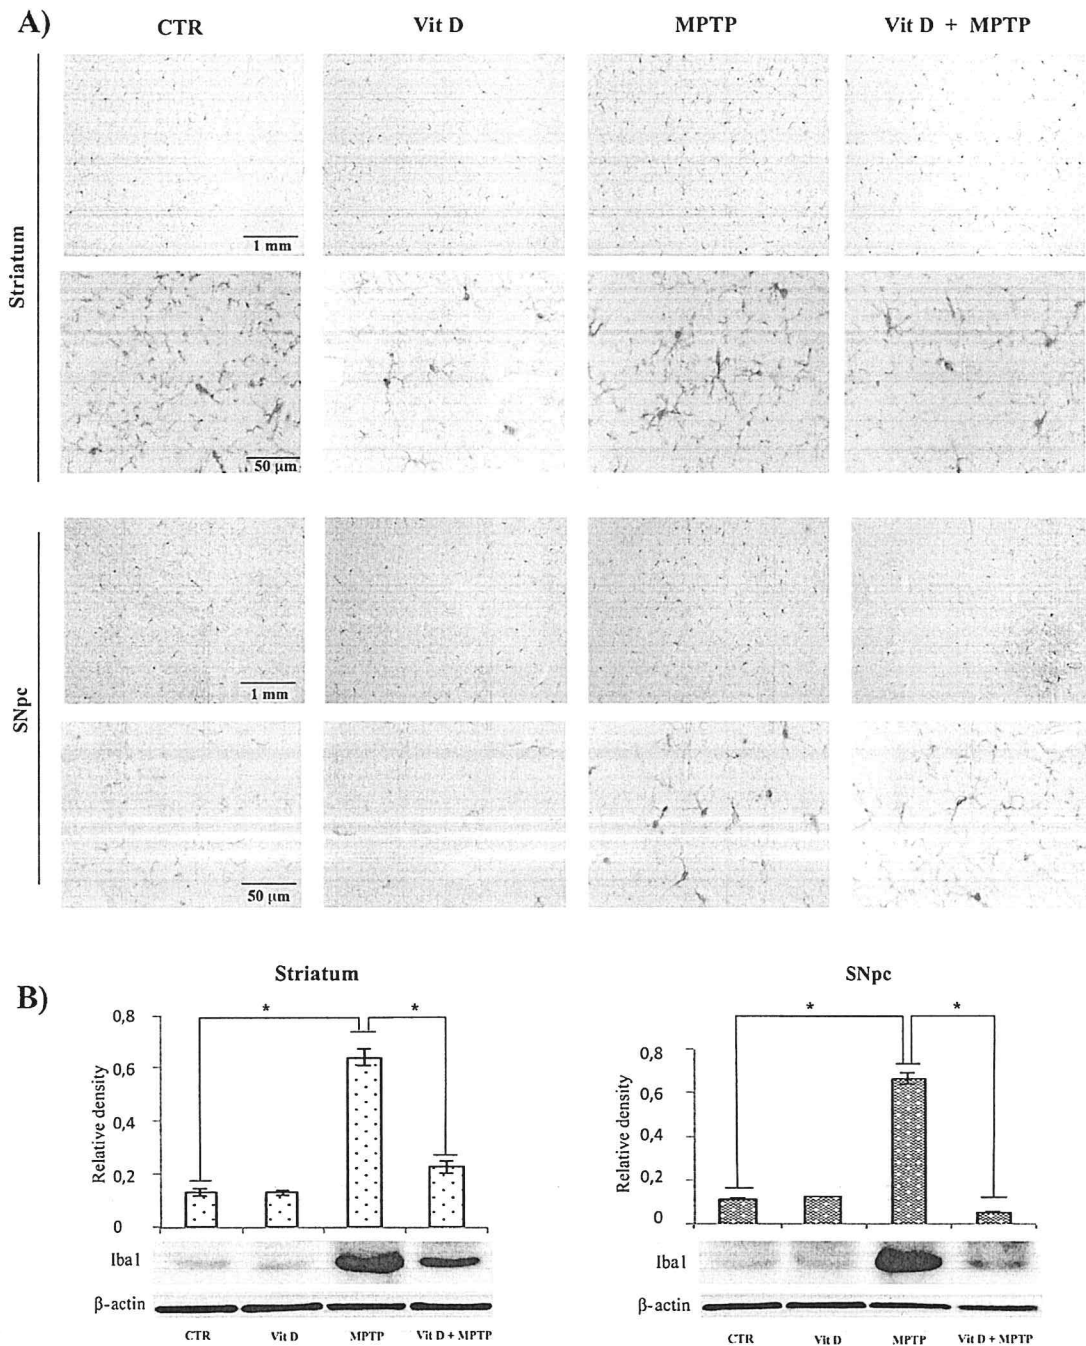 A)
CTR Vit D MPTP Vit D + MPTP
Striatum
1 mm
50 µm
SNpc
1 mm
50 µm
B)
Striatum
* *
Relative density
0,8
0,6
0,4
0,2
0
Iba1
β-actin
CTR Vit D MPTP Vit D + MPTP
SNpc
* *
Relative density
0,8
0,6
0,4
0,2
0
Iba1
β-actin
CTR Vit D MPTP Vit D + MPTP